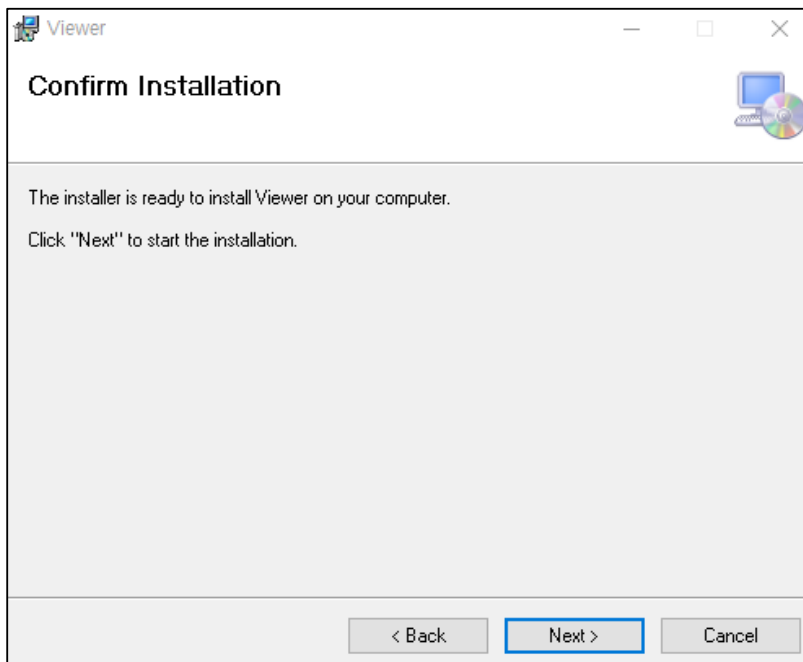 Viewer
Confirm Installation
The installer is ready to install Viewer on your computer.
Click "Next" to start the installation.
< Back
Next >
Cancel